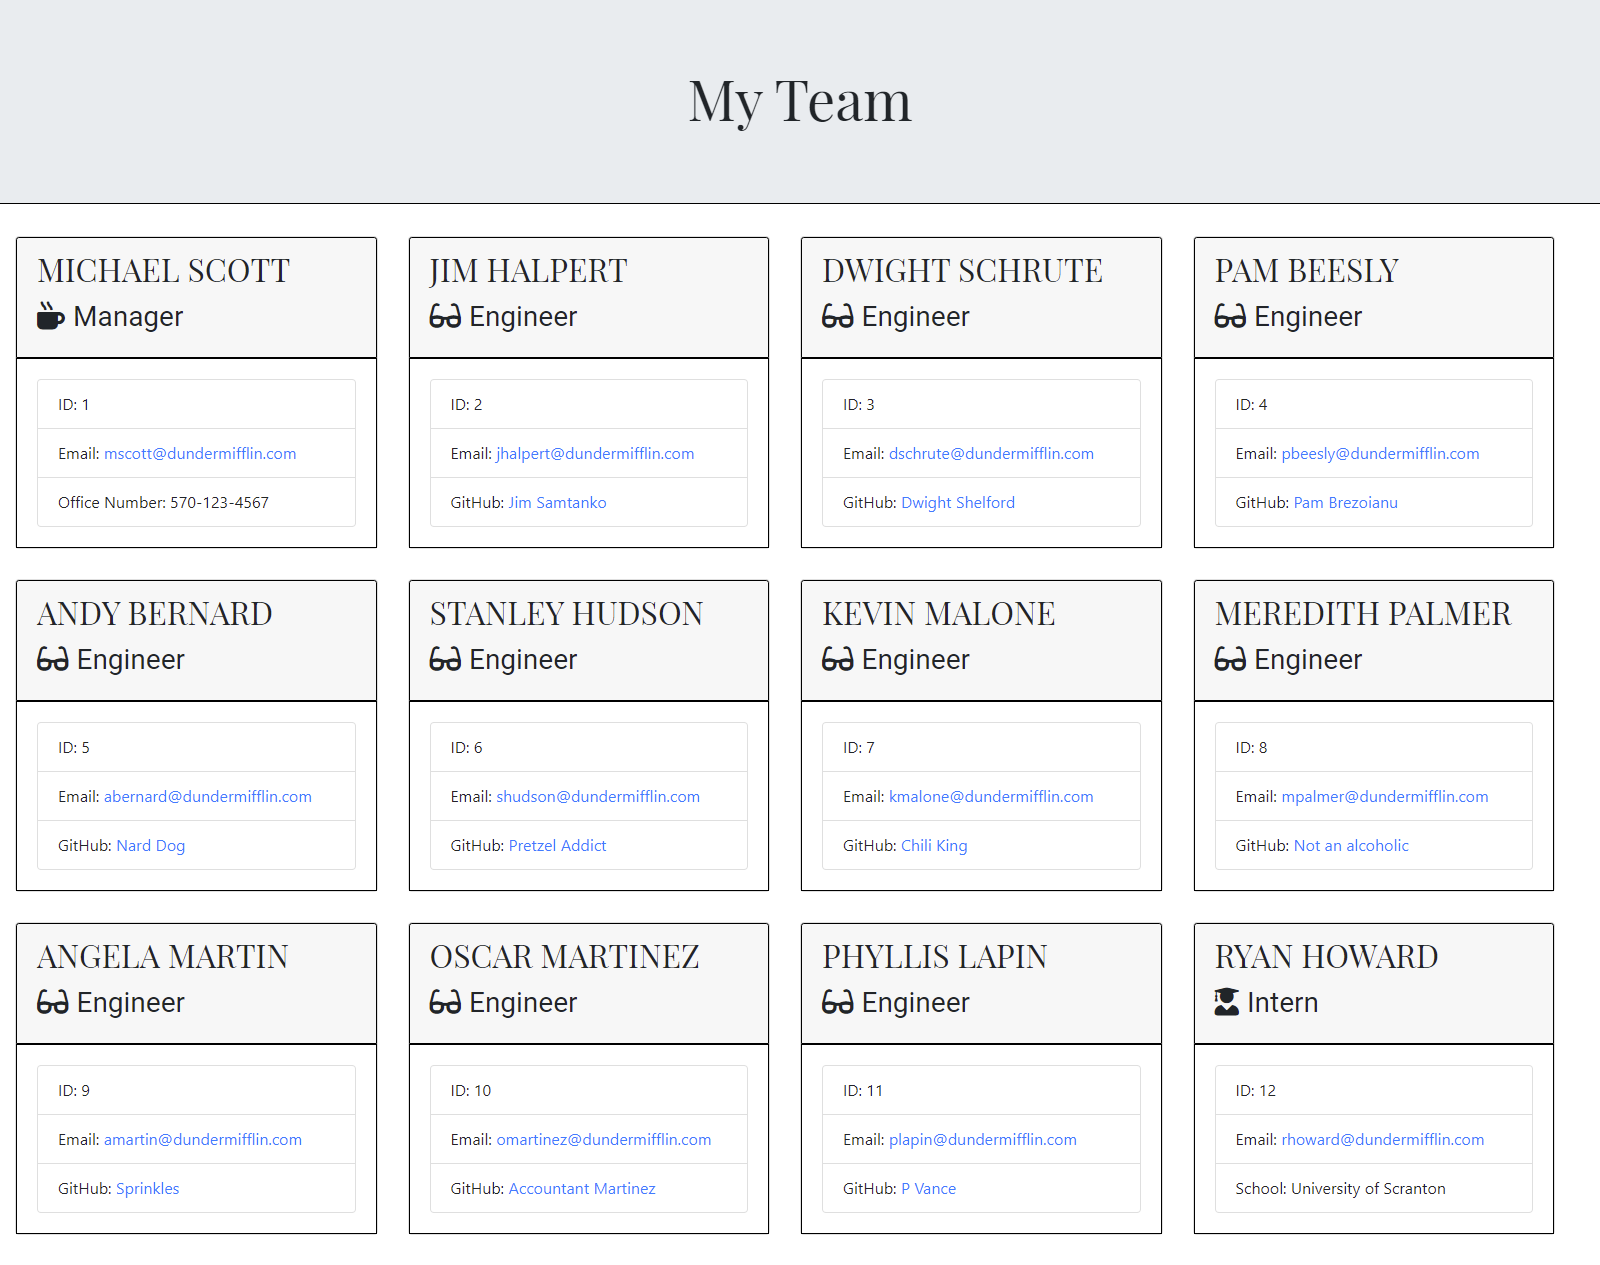 My Team
MICHAEL SCOTT
Manager
ID: 1
Email: mscott@dundermifflin.com
Office Number: 570-123-4567
JIM HALPERT
Engineer
ID: 2
Email: jhalpert@dundermifflin.com
GitHub: Jim Samtanko
DWIGHT SCHRUTE
Engineer
ID: 3
Email: dschrute@dundermifflin.com
GitHub: Dwight Shelford
PAM BEESLY
Engineer
ID: 4
Email: pbeesly@dundermifflin.com
GitHub: Pam Brezoianu
ANDY BERNARD
Engineer
ID: 5
Email: abernard@dundermifflin.com
GitHub: Nard Dog
STANLEY HUDSON
Engineer
ID: 6
Email: shudson@dundermifflin.com
GitHub: Pretzel Addict
KEVIN MALONE
Engineer
ID: 7
Email: kmalone@dundermifflin.com
GitHub: Chili King
MEREDITH PALMER
Engineer
ID: 8
Email: mpalmer@dundermifflin.com
GitHub: Not an alcoholic
ANGELA MARTIN
Engineer
ID: 9
Email: amartin@dundermifflin.com
GitHub: Sprinkles
OSCAR MARTINEZ
Engineer
ID: 10
Email: omartinez@dundermifflin.com
GitHub: Accountant Martinez
PHYLLIS LAPIN
Engineer
ID: 11
Email: plapin@dundermifflin.com
GitHub: P Vance
RYAN HOWARD
Intern
ID: 12
Email: rhoward@dundermifflin.com
School: University of Scranton